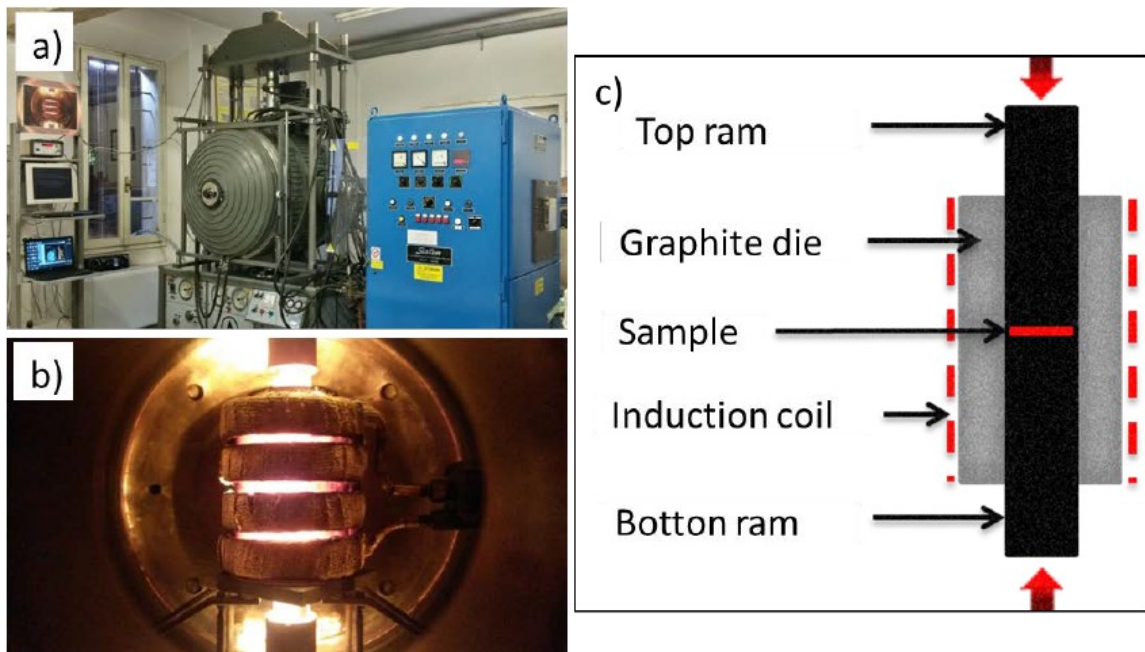 a)
b)
c)
Top ram
Graphite die
Sample
Induction coil
Botton ram